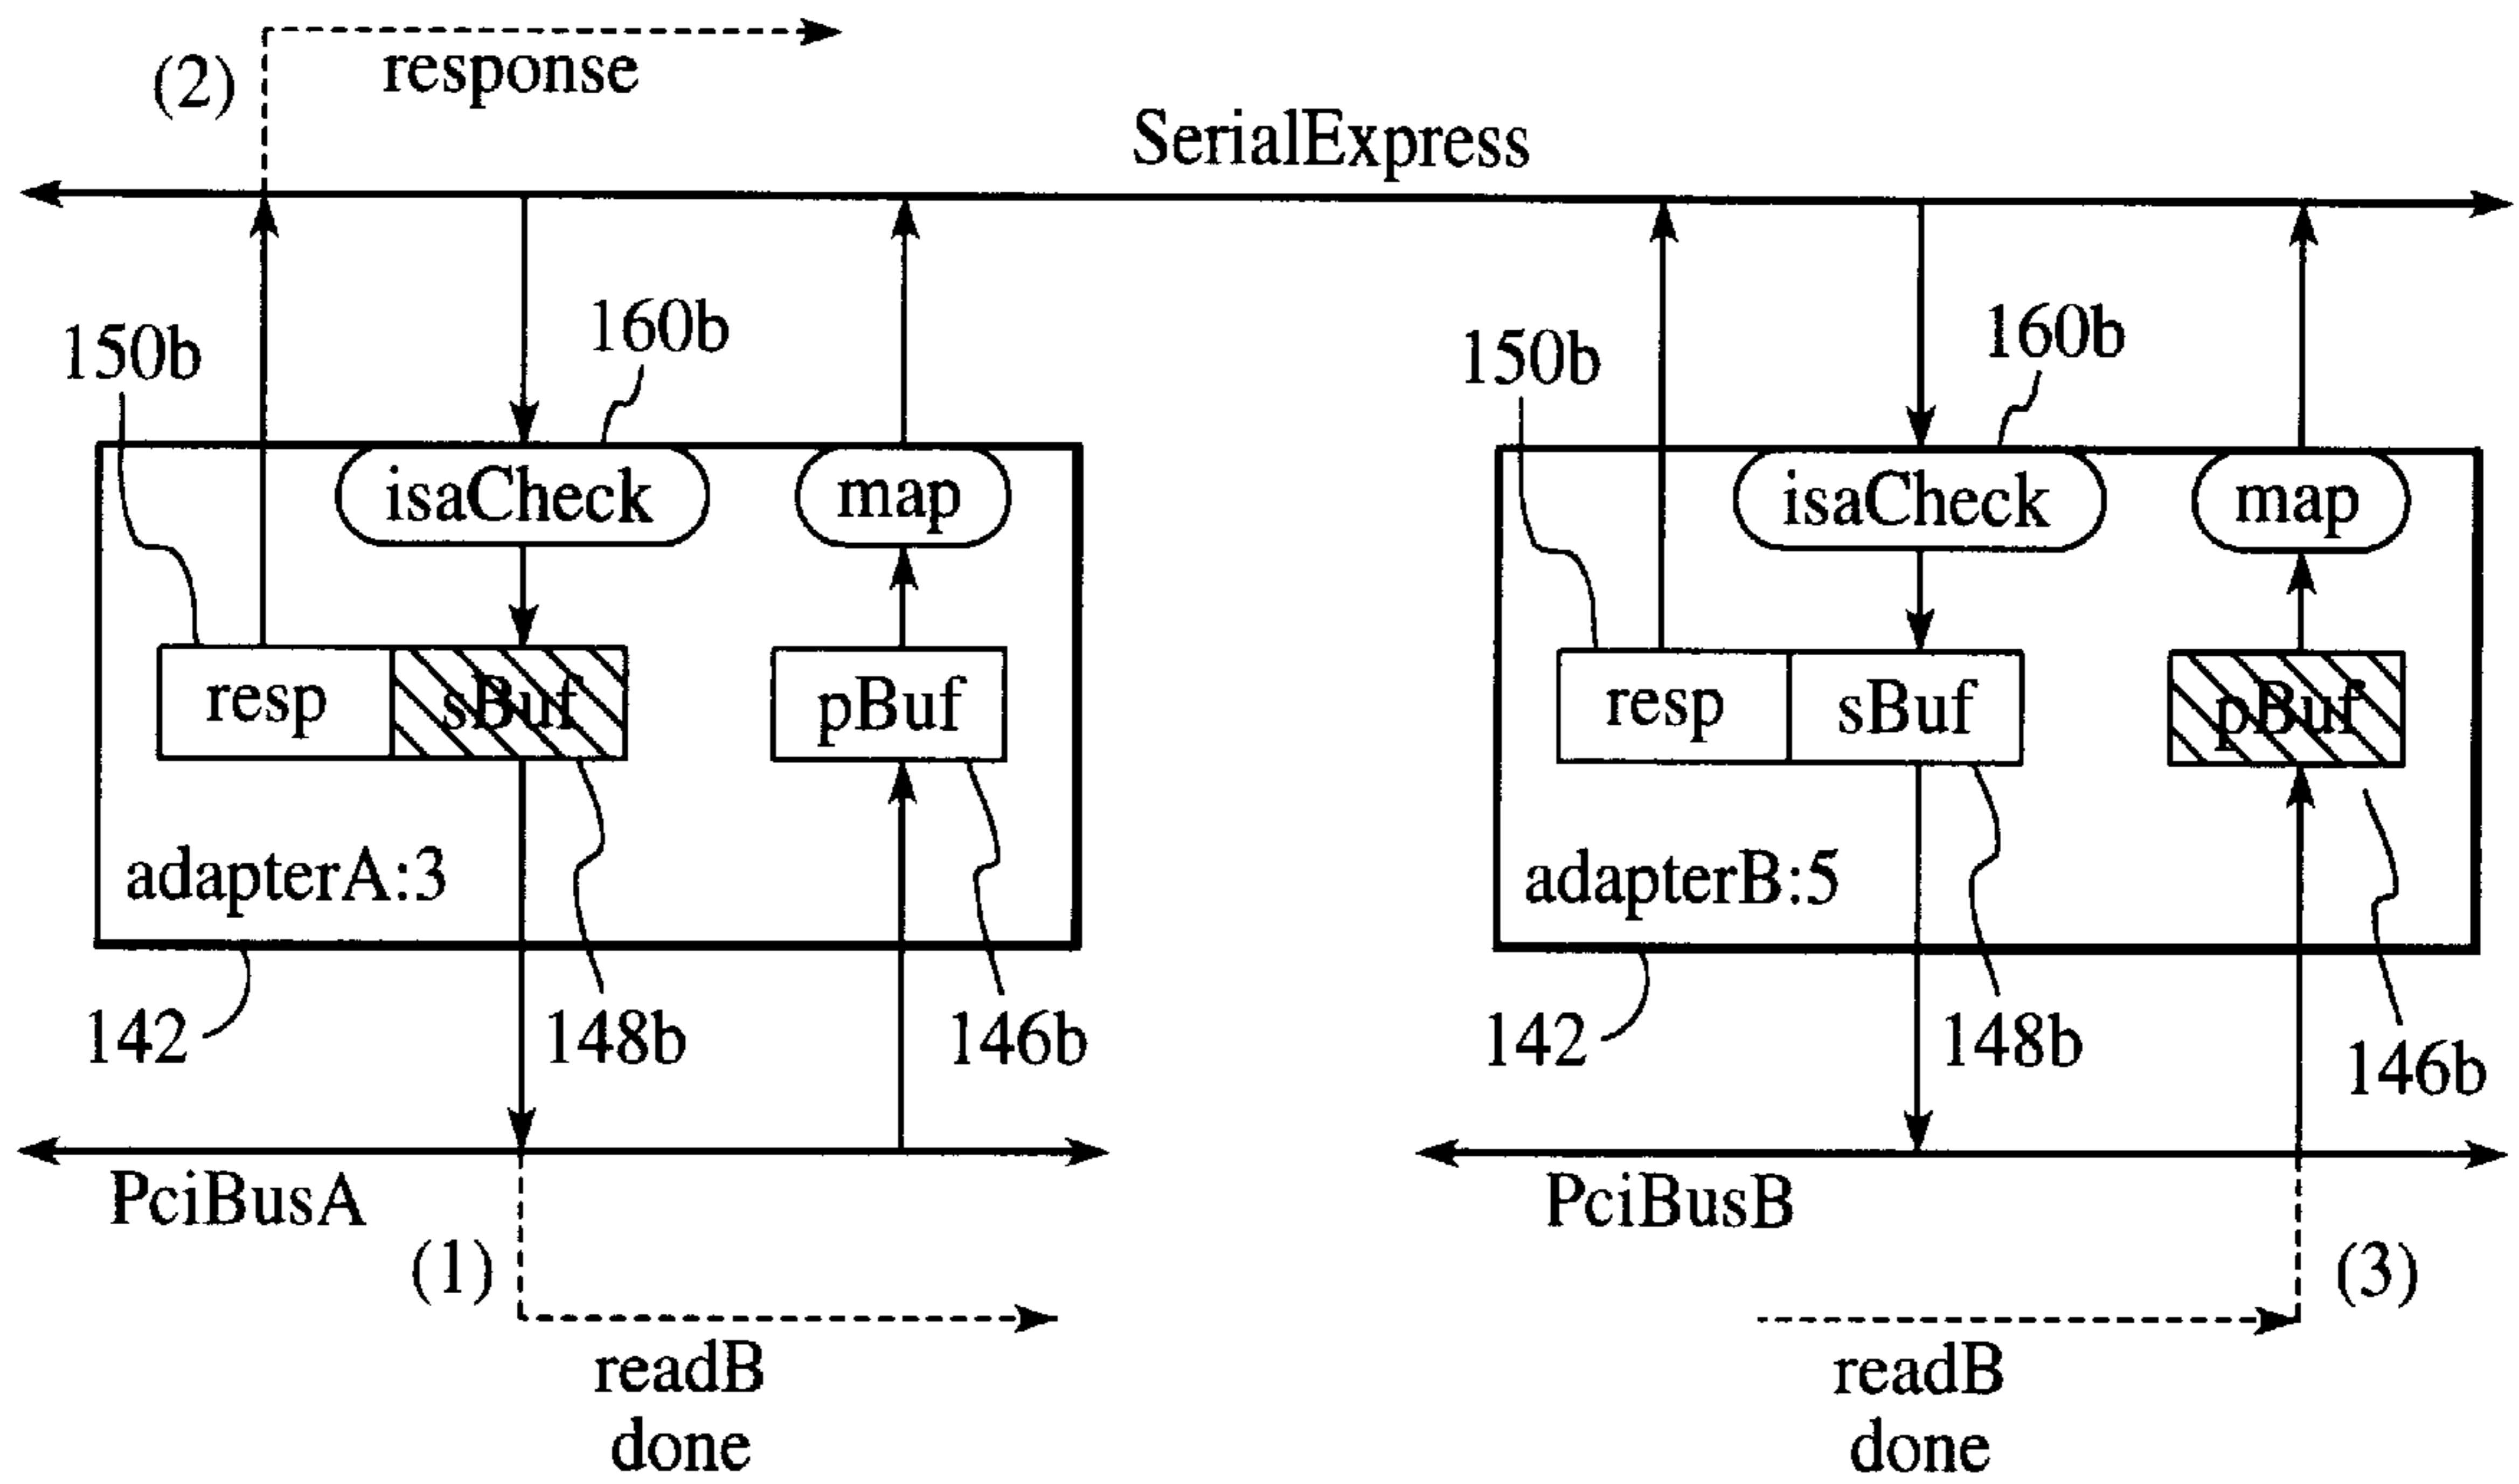 (2)
response
SerialExpress
150b
160b
150b
160b
isaCheck
map
isaCheck
map
resp
sBuf
pBuf
resp
sBuf
pBuf
adapterA:3
adapterB:5
142
148b
146b
142
148b
146b
PciBusA
PciBusB
(1)
(3)
readB
done
readB
done